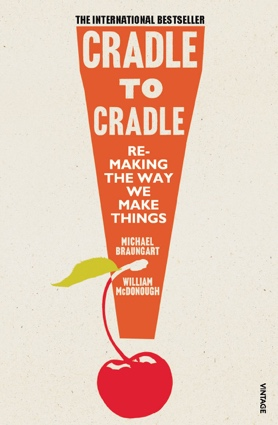 THE INTERNATIONAL BESTSELLER
CRADLE
TO
CRADLE
RE-
MAKING
THE WAY
WE
MAKE
THINGS
MICHAEL
BRAUNGART
WILLIAM
McDONOUGH
VINTAGE